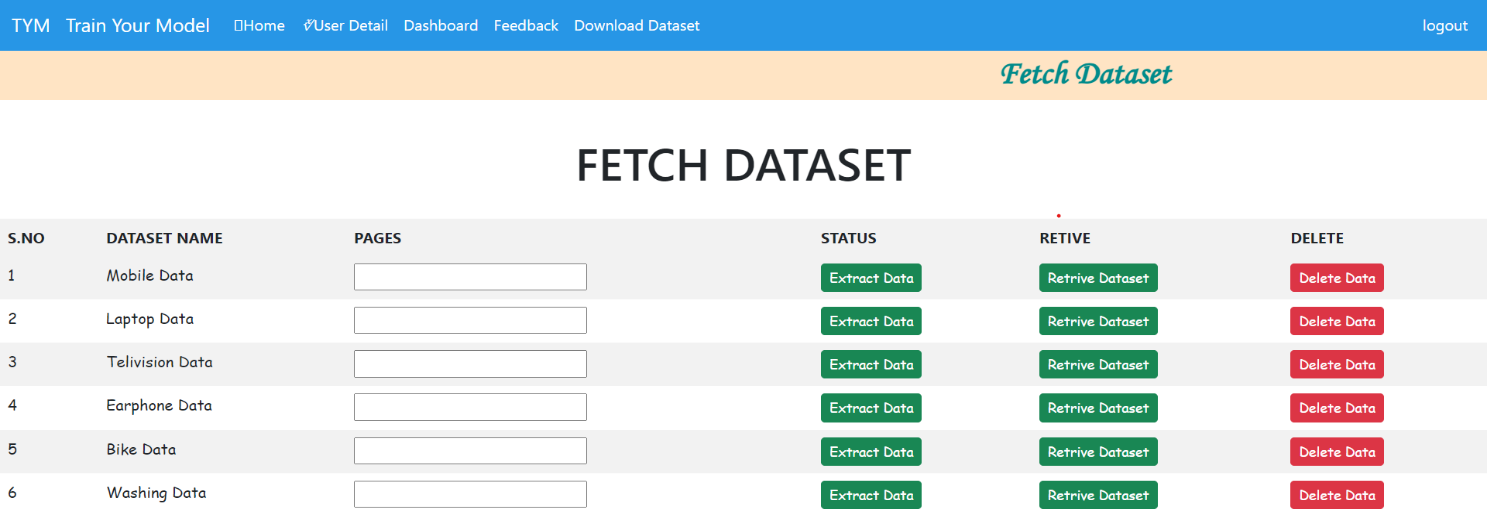 TYM Train Your Model Home User Detail Dashboard Feedback Download Dataset logout
Fetch Dataset
FETCH DATASET
S.NO DATASET NAME PAGES STATUS RETIVE DELETE
1 Mobile Data Extract Data Retrive Dataset Delete Data
2 Laptop Data Extract Data Retrive Dataset Delete Data
3 Telivision Data Extract Data Retrive Dataset Delete Data
4 Earphone Data Extract Data Retrive Dataset Delete Data
5 Bike Data Extract Data Retrive Dataset Delete Data
6 Washing Data Extract Data Retrive Dataset Delete Data